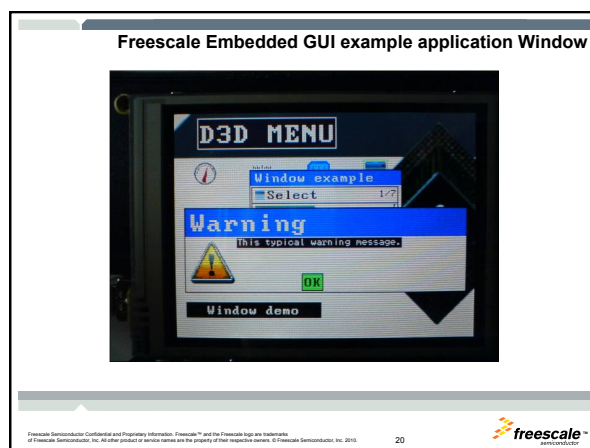 Freescale Embedded GUI example application Window
D3D MENU
Window example
Select 1/7
Warning
This typical warning message.
OK
Window demo
Freescale Semiconductor Confidential and Proprietary Information. Freescale™ and the Freescale logo are trademarks
of Freescale Semiconductor, Inc. All other product or service names are the property of their respective owners. © Freescale Semiconductor, Inc. 2010.
20
freescale™
semiconductor